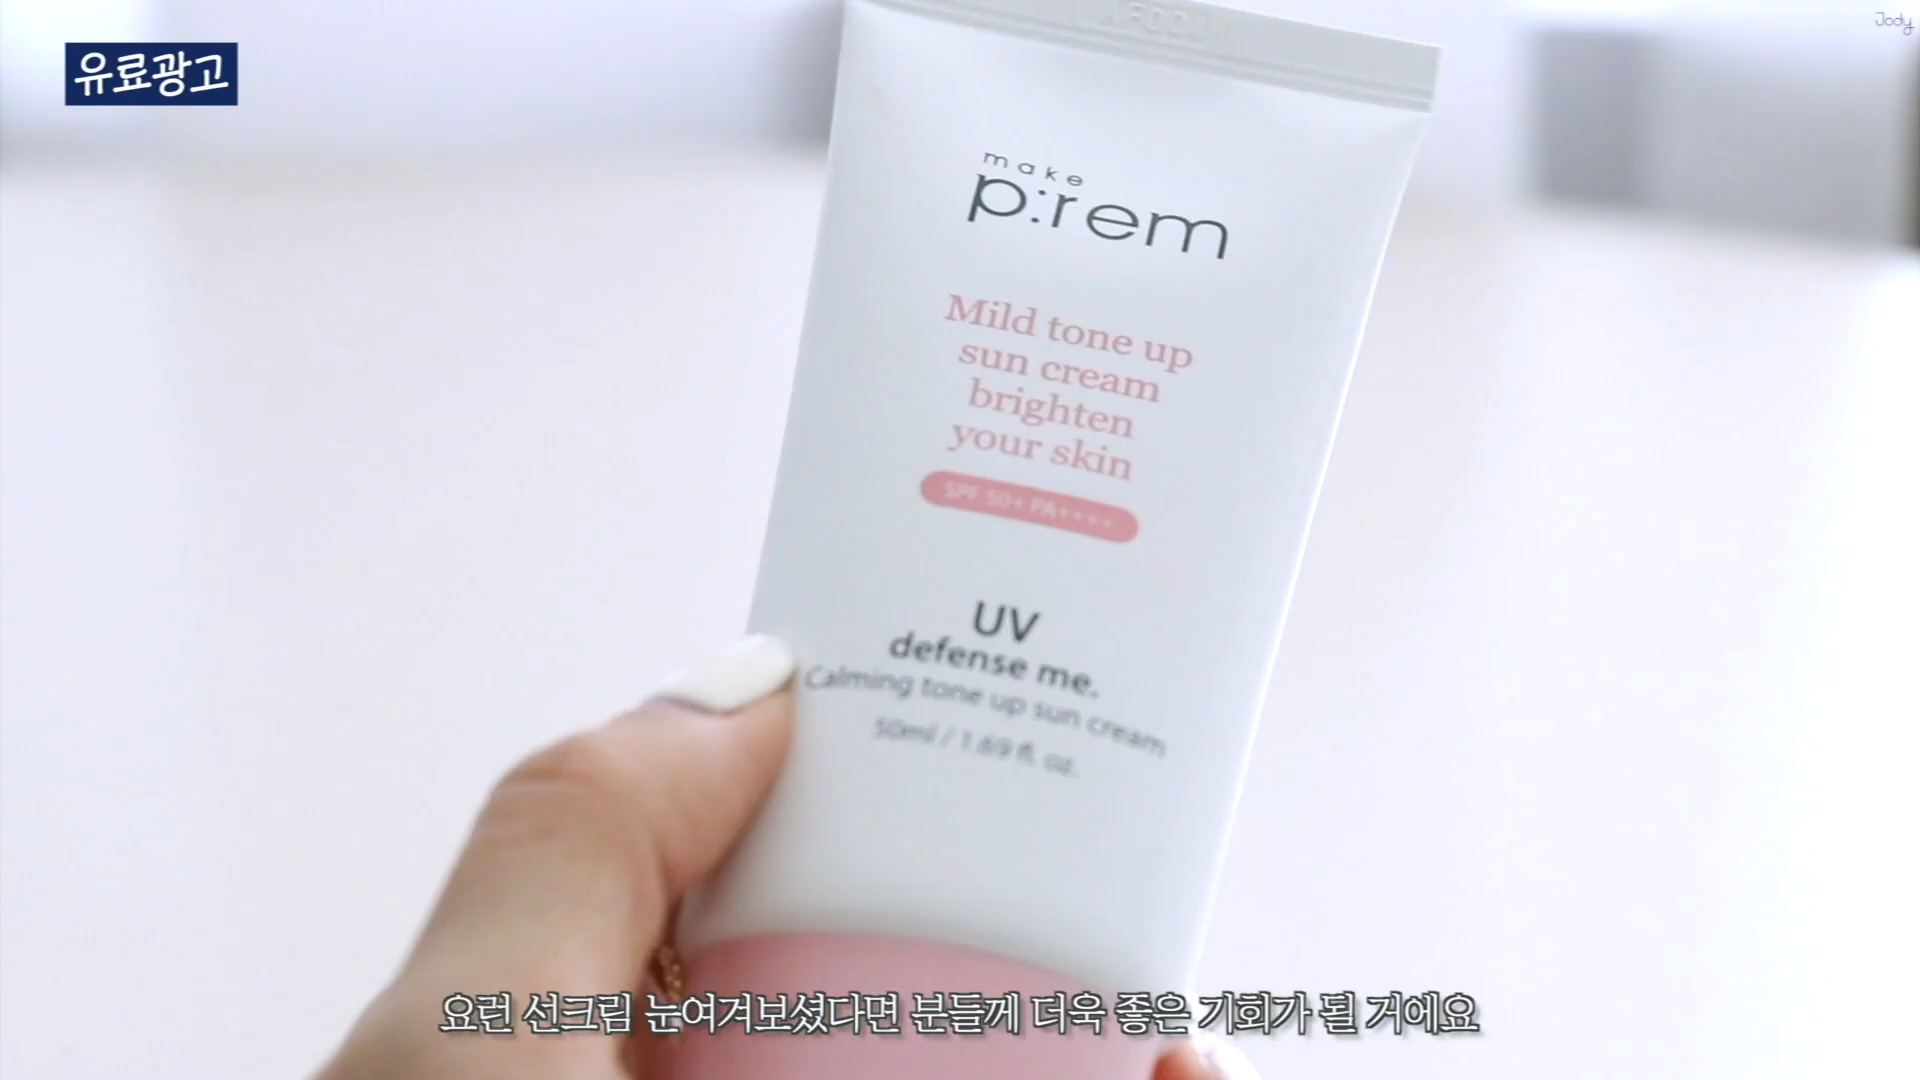 유료광고
Jody
make
p:rem
Mild tone up
sun cream
brighten
your skin
SPF 50+ PA++++
UV
defense me.
Calming tone up sun cream
50ml / 1.69 fl. oz.
요런 선크림 눈여겨보셨다면 분들께 더욱 좋은 기회가 될 거에요